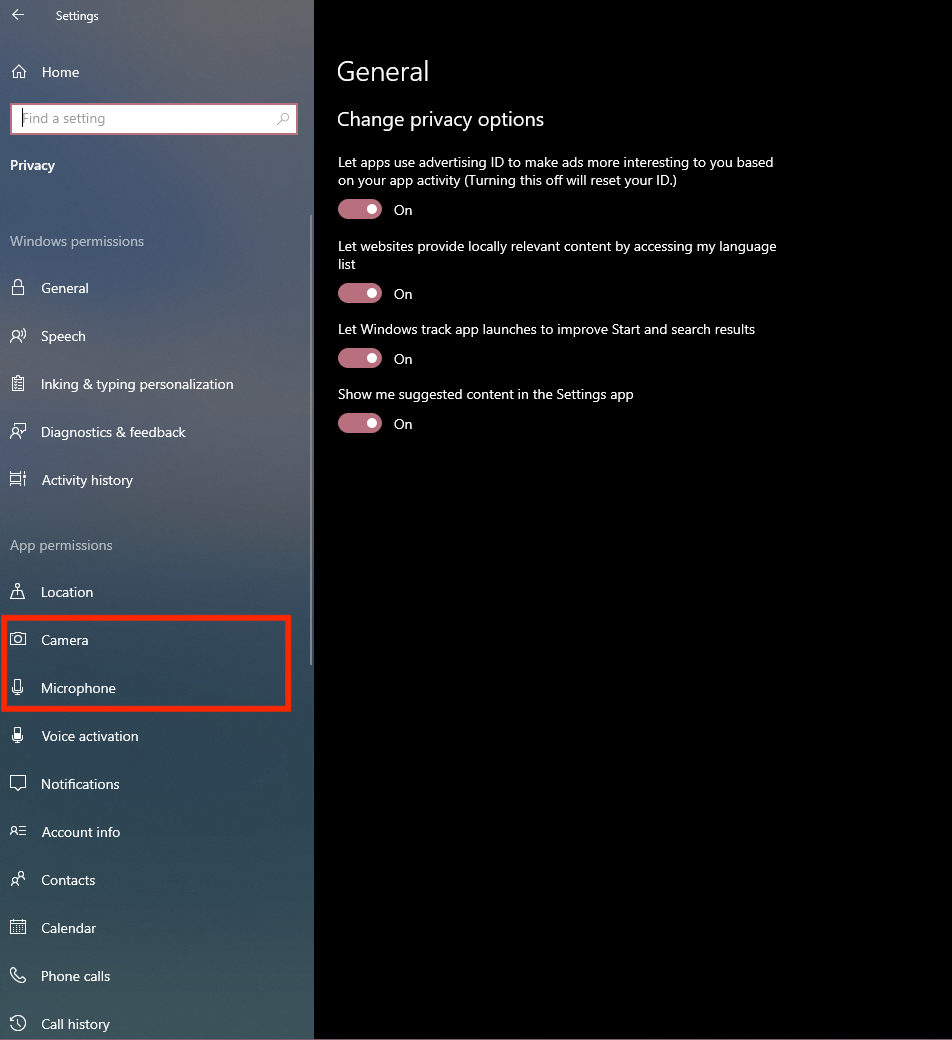 Settings
Home
Find a setting
Privacy
Windows permissions
General
Speech
Inking & typing personalization
Diagnostics & feedback
Activity history
App permissions
Location
Camera
Microphone
Voice activation
Notifications
Account info
Contacts
Calendar
Phone calls
Call history
General
Change privacy options
Let apps use advertising ID to make ads more interesting to you based
on your app activity (Turning this off will reset your ID.)
On
Let websites provide locally relevant content by accessing my language
list
On
Let Windows track app launches to improve Start and search results
On
Show me suggested content in the Settings app
On